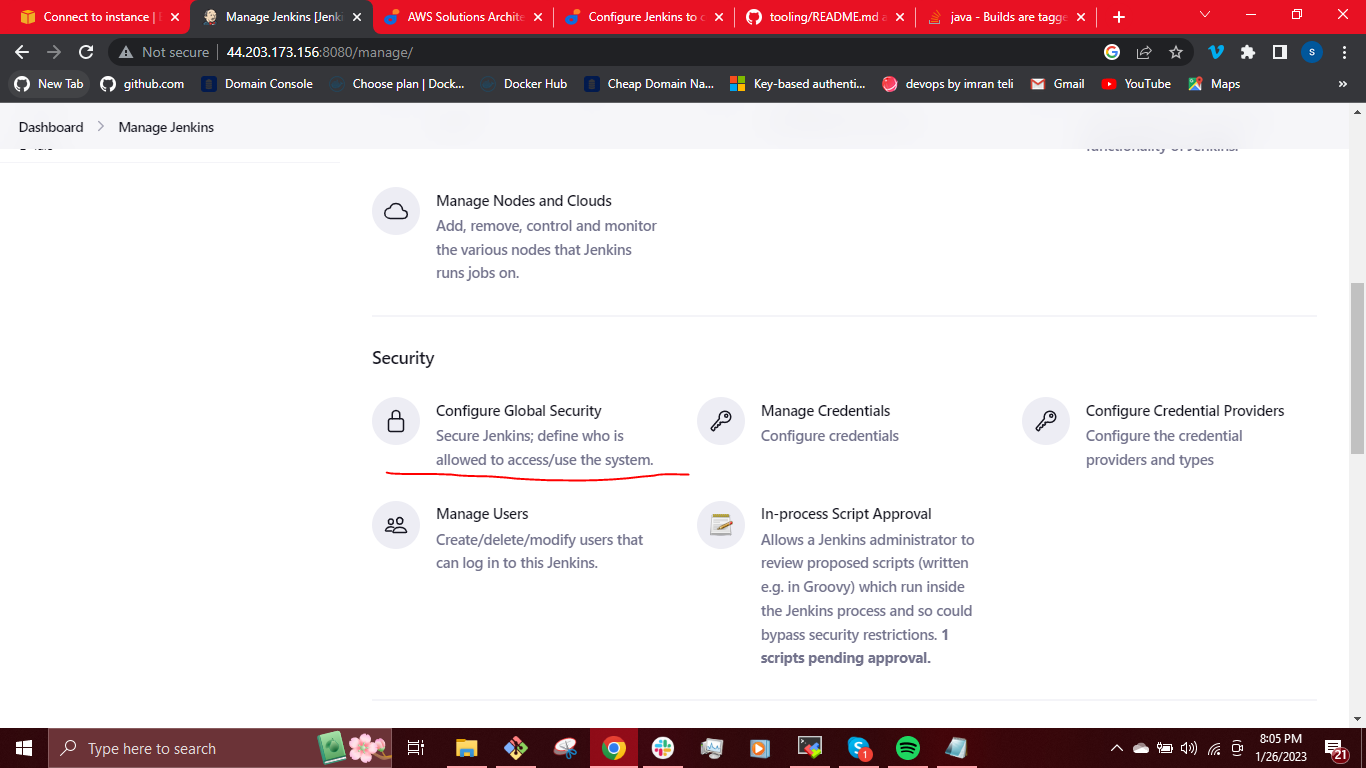 Connect to instance |
Manage Jenkins [Jenki
AWS Solutions Archite
Configure Jenkins to c
tooling/README.md a
java - Builds are tagge
Not secure
44.203.173.156:8080/manage/
s
New Tab
github.com
Domain Console
Choose plan | Dock...
Docker Hub
Cheap Domain Na...
Key-based authenti...
devops by imran teli
Gmail
YouTube
Maps
»
Dashboard
Manage Jenkins
functionality of Jenkins.
Manage Nodes and Clouds
Add, remove, control and monitor
the various nodes that Jenkins
runs jobs on.
Security
Configure Global Security
Secure Jenkins; define who is
allowed to access/use the system.
Manage Credentials
Configure credentials
Configure Credential Providers
Configure the credential
providers and types
Manage Users
Create/delete/modify users that
can log in to this Jenkins.
In-process Script Approval
Allows a Jenkins administrator to
review proposed scripts (written
e.g. in Groovy) which run inside
the Jenkins process and so could
bypass security restrictions. 1
scripts pending approval.
Type here to search
1
8:05 PM
1/26/2023
21